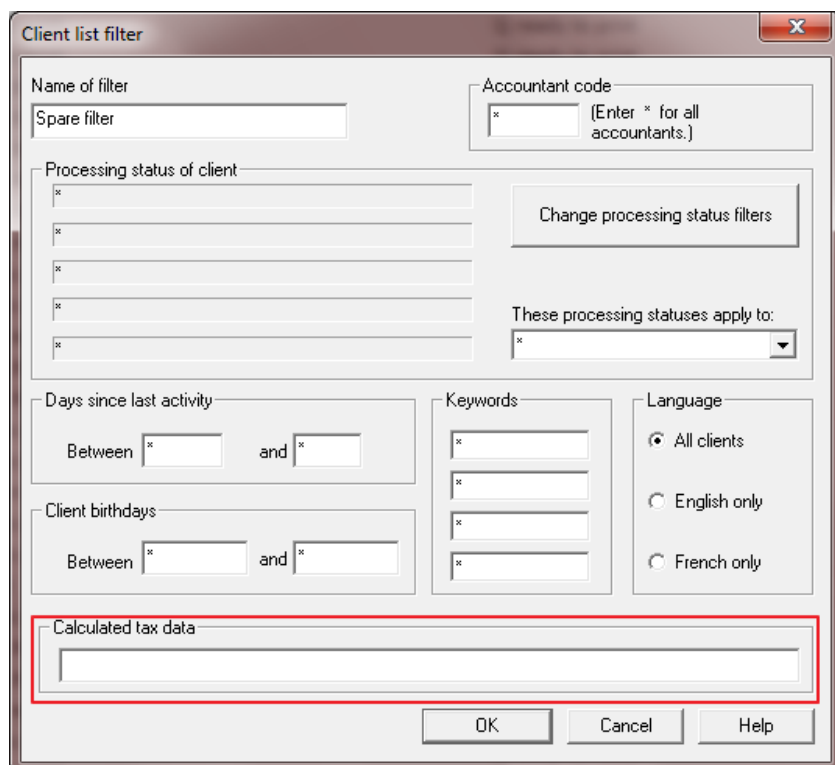 Client list filter
Name of filter
Spare filter
Accountant code
* (Enter * for all
accountants.)
Processing status of client
*
*
*
*
*
Change processing status filters
These processing statuses apply to:
*
Days since last activity
Between * and *
Client birthdays
Between * and *
Keywords
*
*
*
*
Language
All clients
English only
French only
Calculated tax data
OK Cancel Help